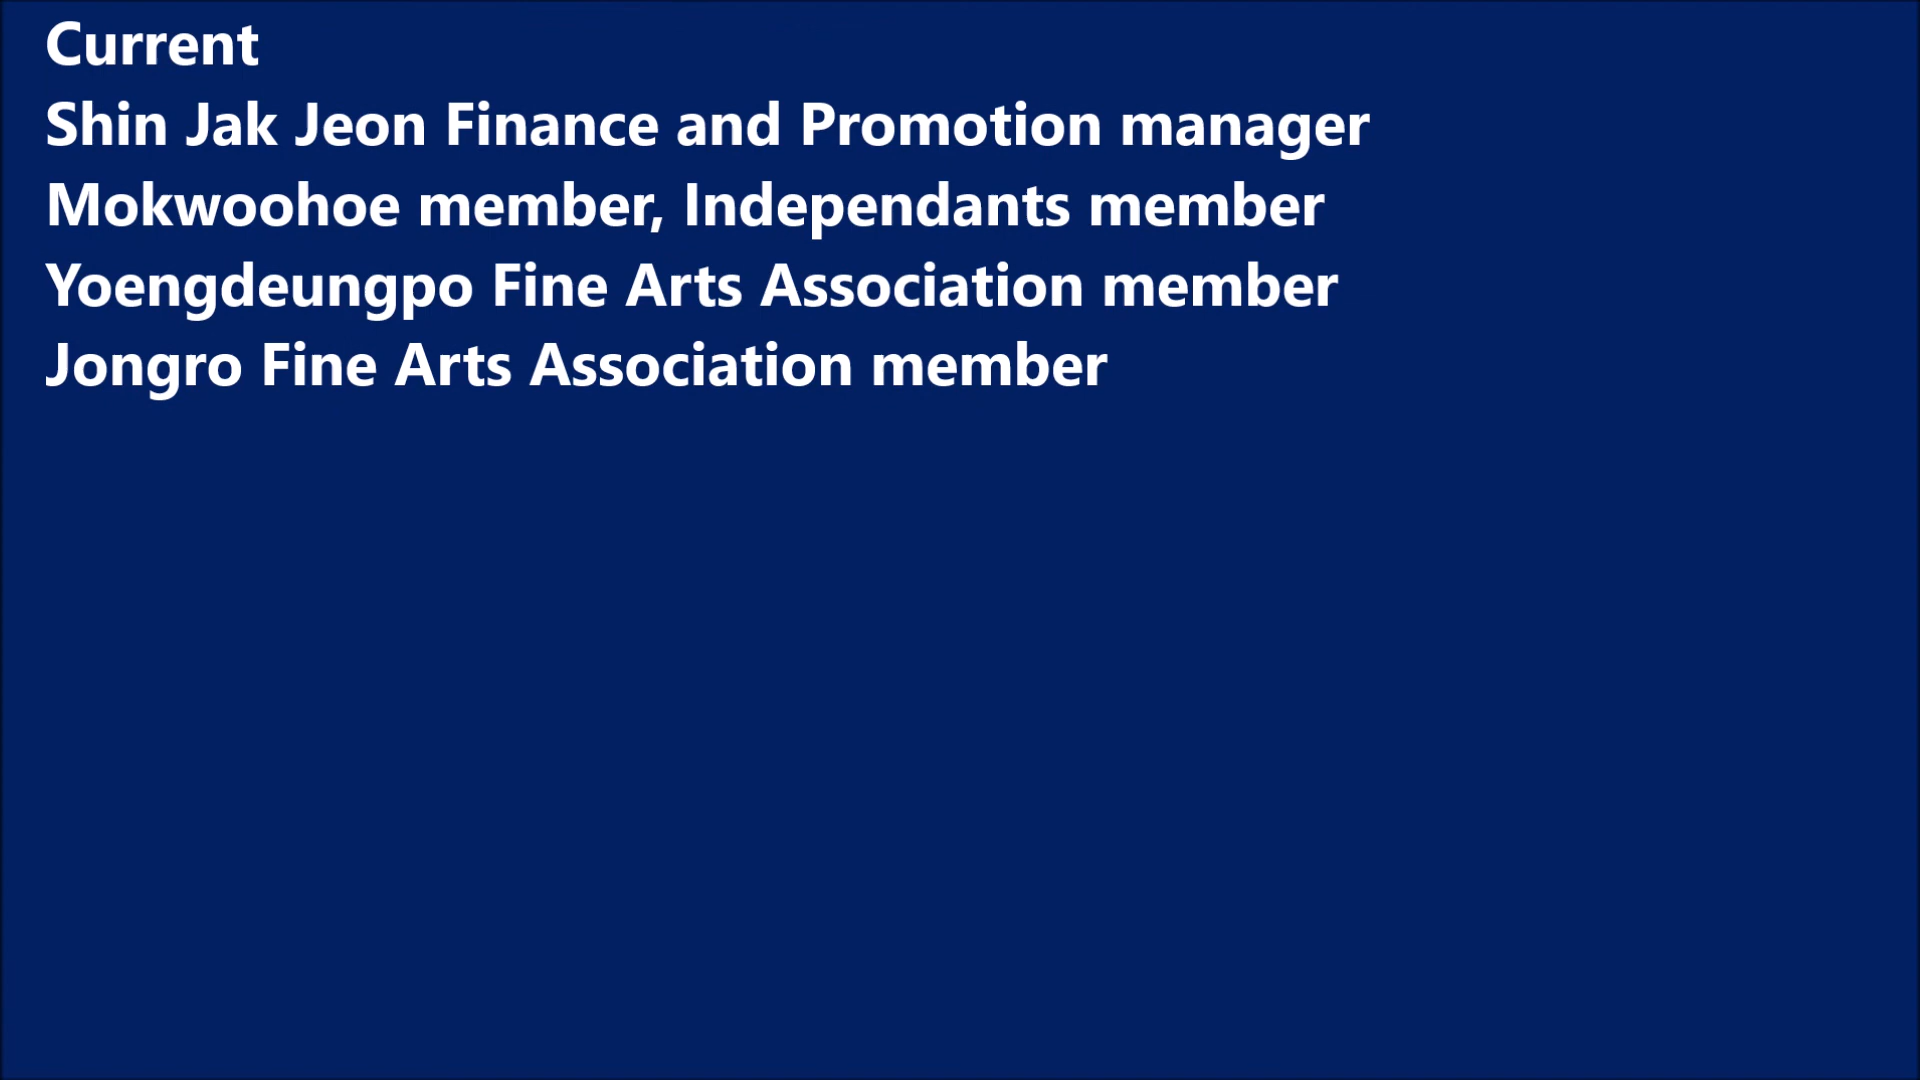 Current
Shin Jak Jeon Finance and Promotion manager
Mokwoohoe member, Independants member
Yoengdeungpo Fine Arts Association member
Jongro Fine Arts Association member